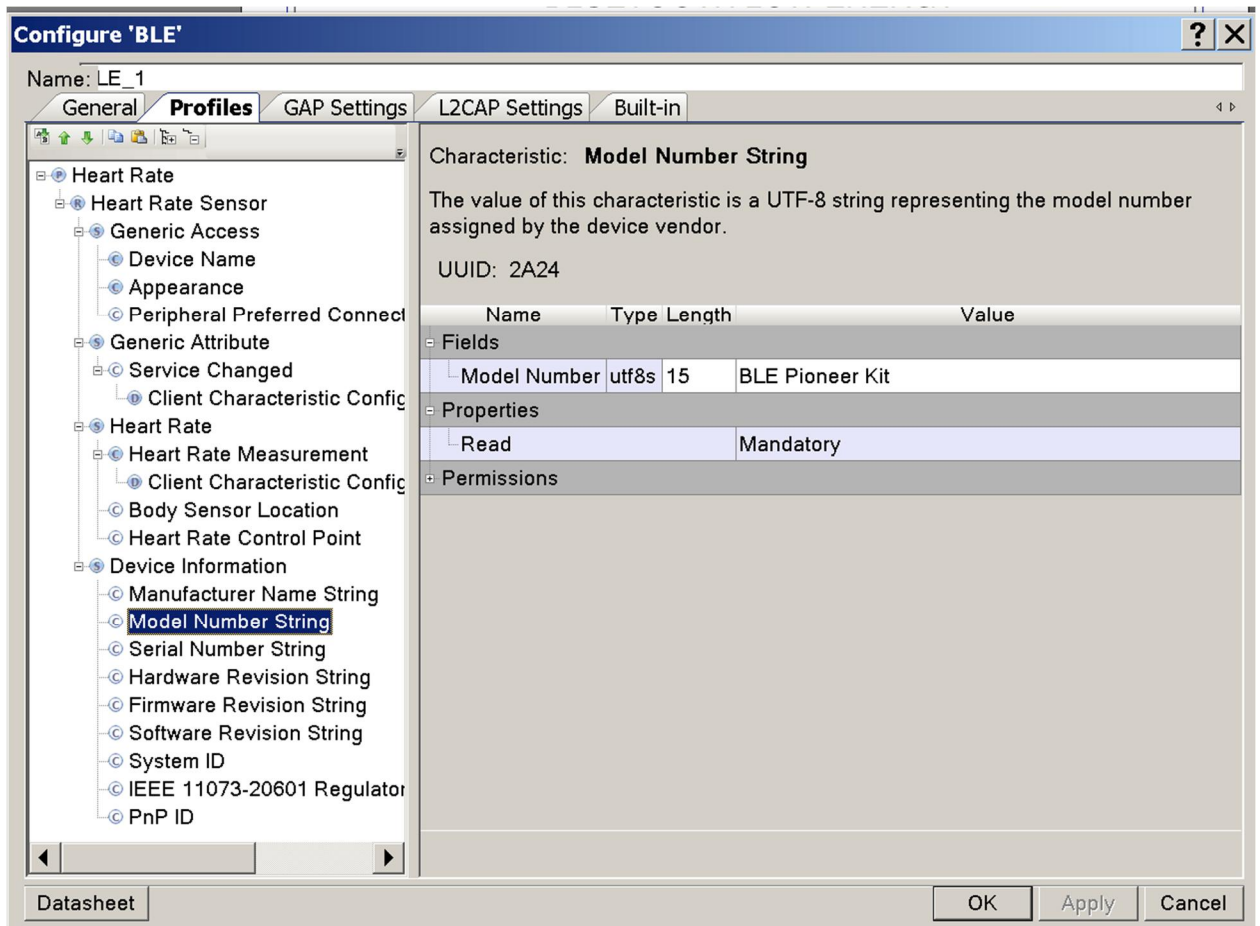 Configure 'BLE'
? X
Name: LE_1
General Profiles GAP Settings L2CAP Settings Built-in
Heart Rate
Heart Rate Sensor
Generic Access
Device Name
Appearance
Peripheral Preferred Connect
Generic Attribute
Service Changed
Client Characteristic Config
Heart Rate
Heart Rate Measurement
Client Characteristic Config
Body Sensor Location
Heart Rate Control Point
Device Information
Manufacturer Name String
Model Number String
Serial Number String
Hardware Revision String
Firmware Revision String
Software Revision String
System ID
IEEE 11073-20601 Regulator
PnP ID
Characteristic: Model Number String
The value of this characteristic is a UTF-8 string representing the model number
assigned by the device vendor.
UUID: 2A24
Name Type Length Value
Fields
Model Number utf8s 15 BLE Pioneer Kit
Properties
Read Mandatory
Permissions
Datasheet OK Apply Cancel